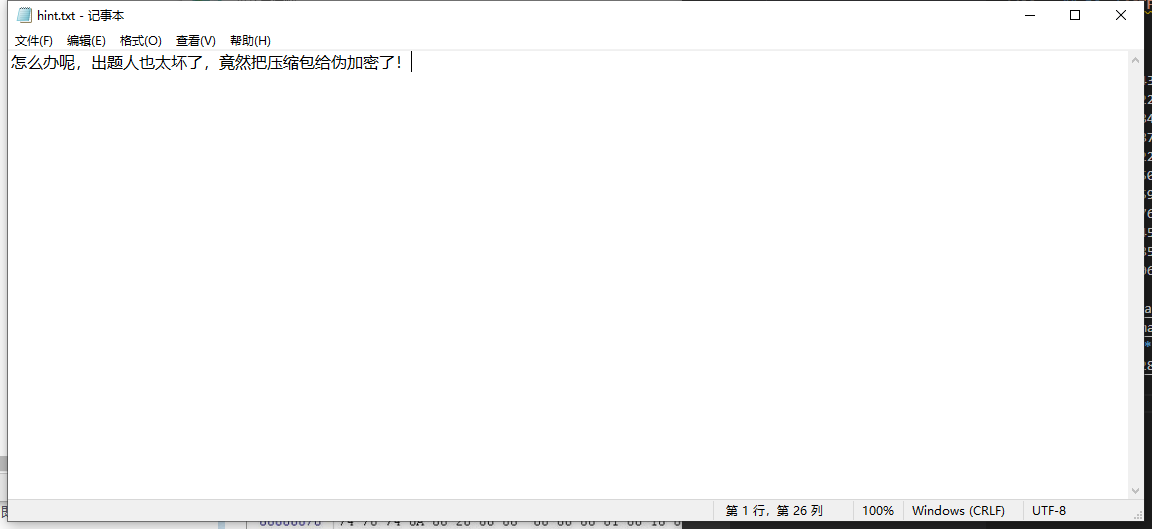 hint.txt - 记事本
文件(F) 编辑(E) 格式(O) 查看(V) 帮助(H)
怎么办呢，出题人也太坏了，竟然把压缩包给伪加密了！
第 1 行，第 26 列 100% Windows (CRLF) UTF-8